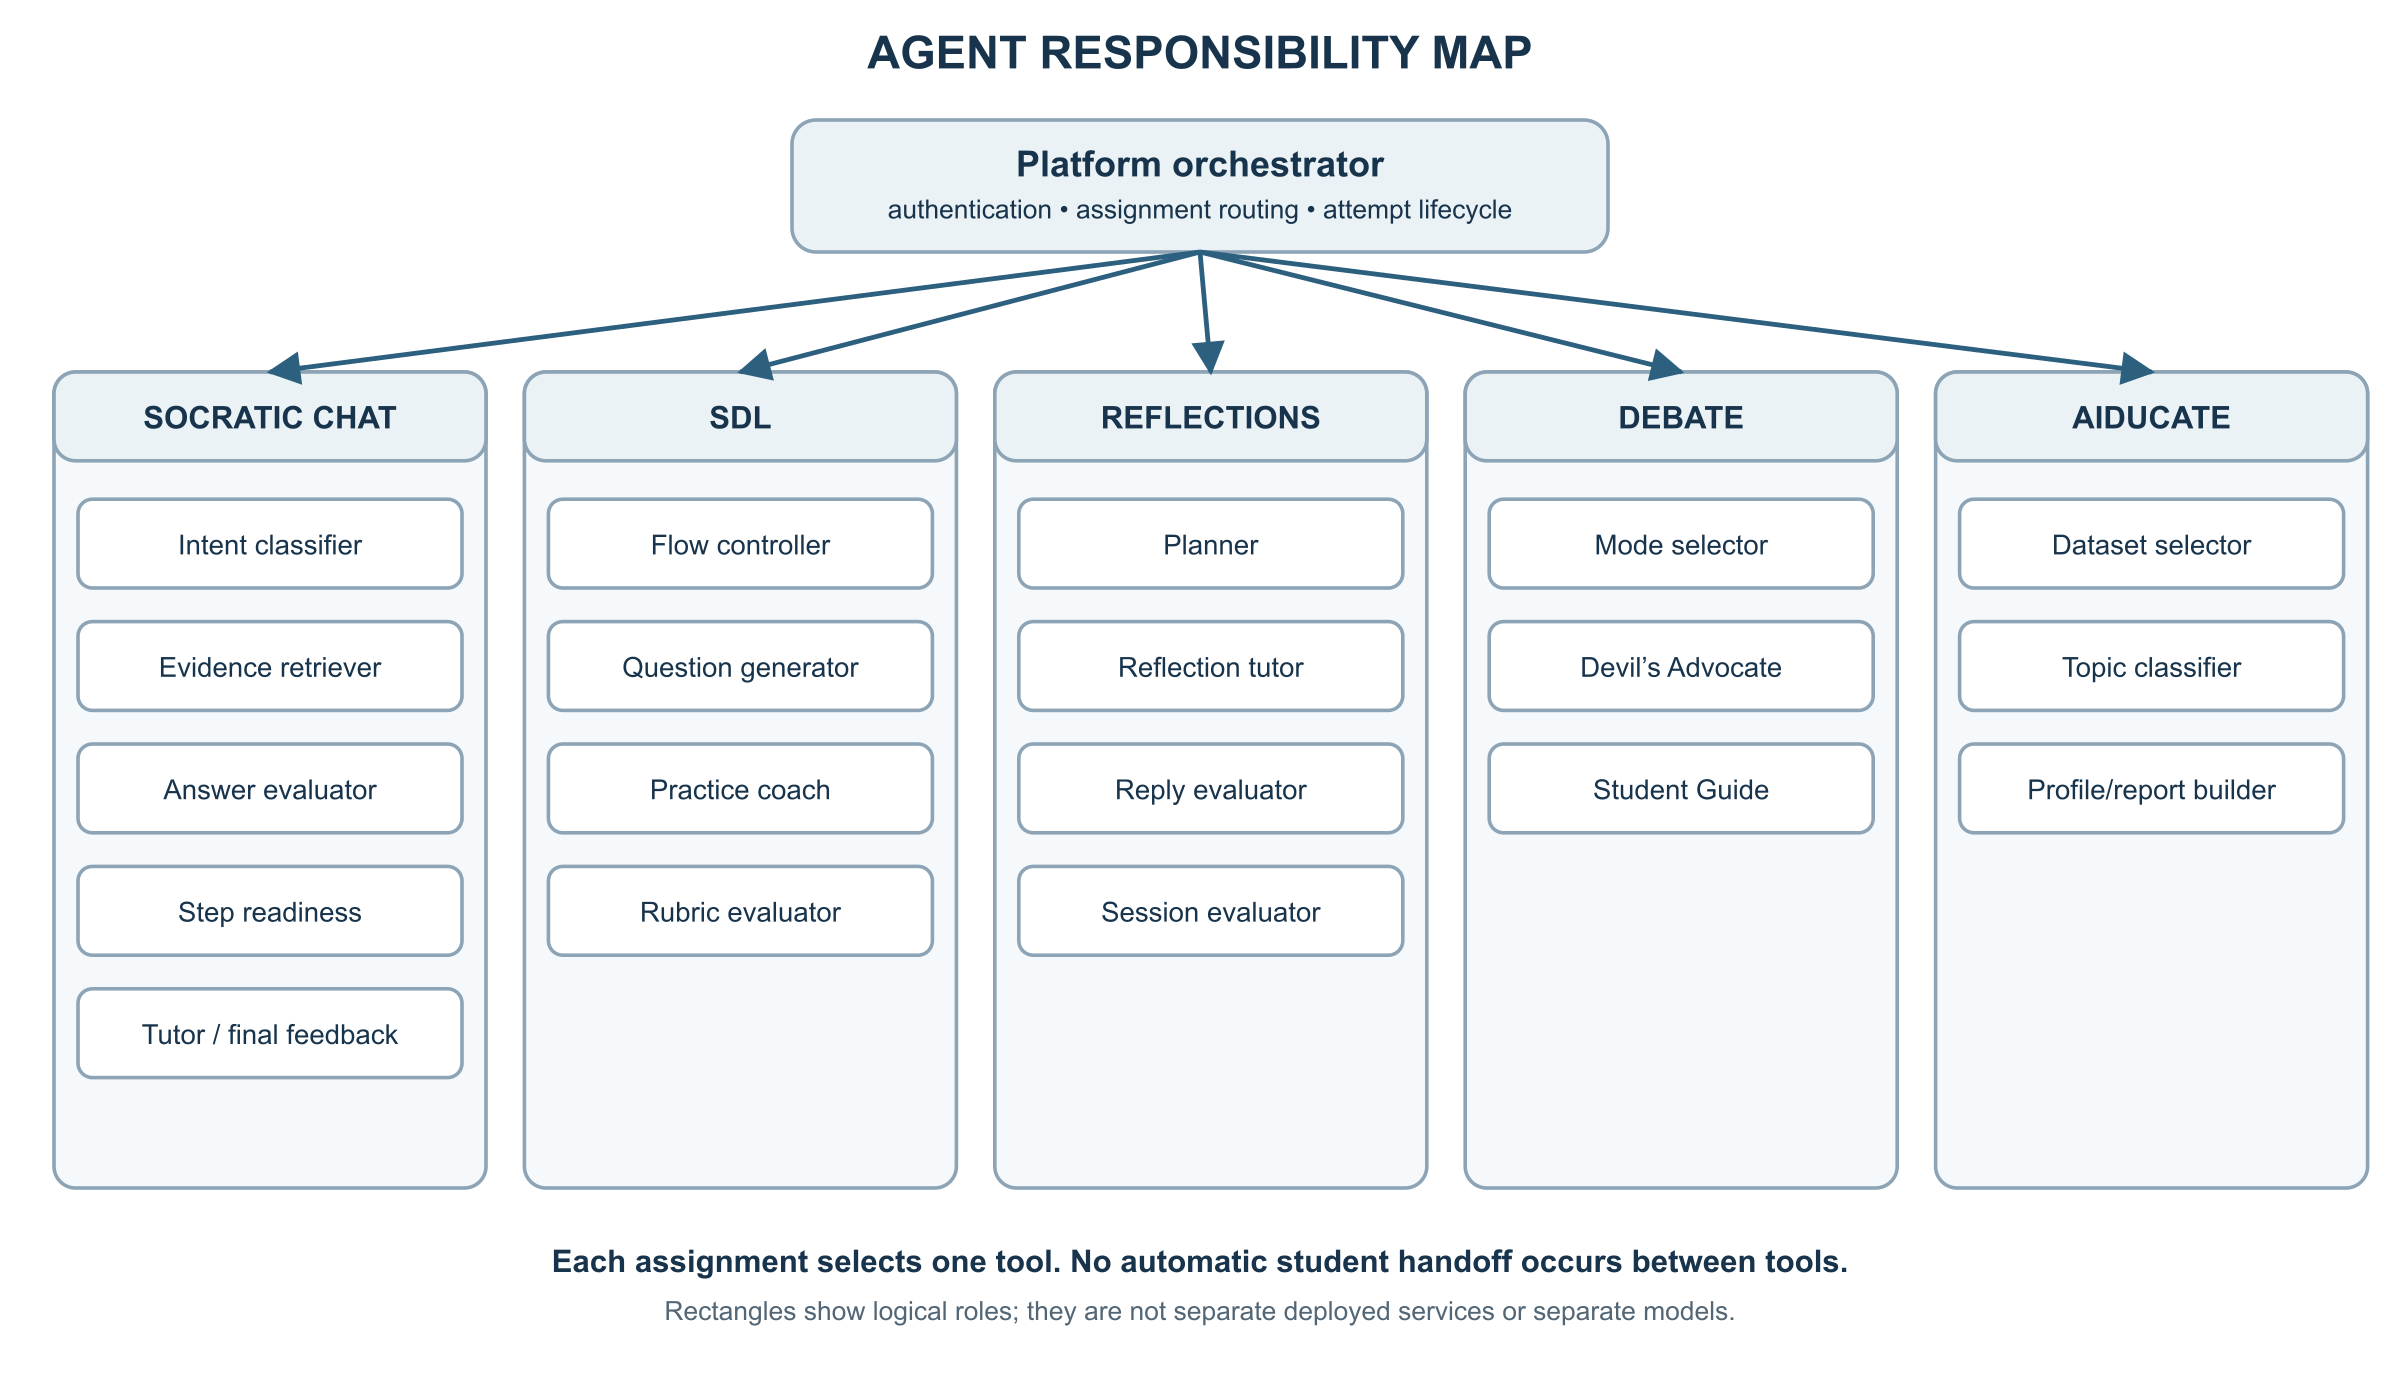 AGENT RESPONSIBILITY MAP
Platform orchestrator
authentication • assignment routing • attempt lifecycle
SOCRATIC CHAT
Intent classifier
Evidence retriever
Answer evaluator
Step readiness
Tutor / final feedback
SDL
Flow controller
Question generator
Practice coach
Rubric evaluator
REFLECTIONS
Planner
Reflection tutor
Reply evaluator
Session evaluator
DEBATE
Mode selector
Devil’s Advocate
Student Guide
AIDUCATE
Dataset selector
Topic classifier
Profile/report builder
Each assignment selects one tool. No automatic student handoff occurs between tools.
Rectangles show logical roles; they are not separate deployed services or separate models.